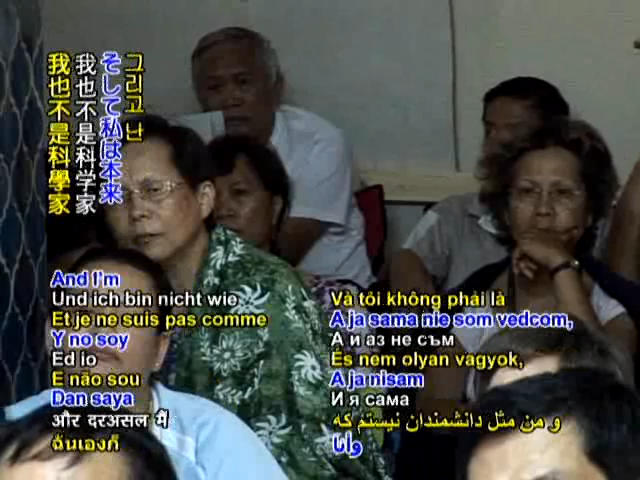 我也不是科學家
我也不是科学家
そして私は本来
그리고 난
And I'm
Und ich bin nicht wie
Et je ne suis pas comme
Y no soy
Ed io
E não sou
Dan saya
और दरअसल मैं
ฉันเองก็
Và tôi không phải là
A ja sama nie som vedcom,
А и аз не съм
És nem olyan vagyok,
A ja nisam
И я сама
و من مثل دانشمندان نیستم که
وأنا